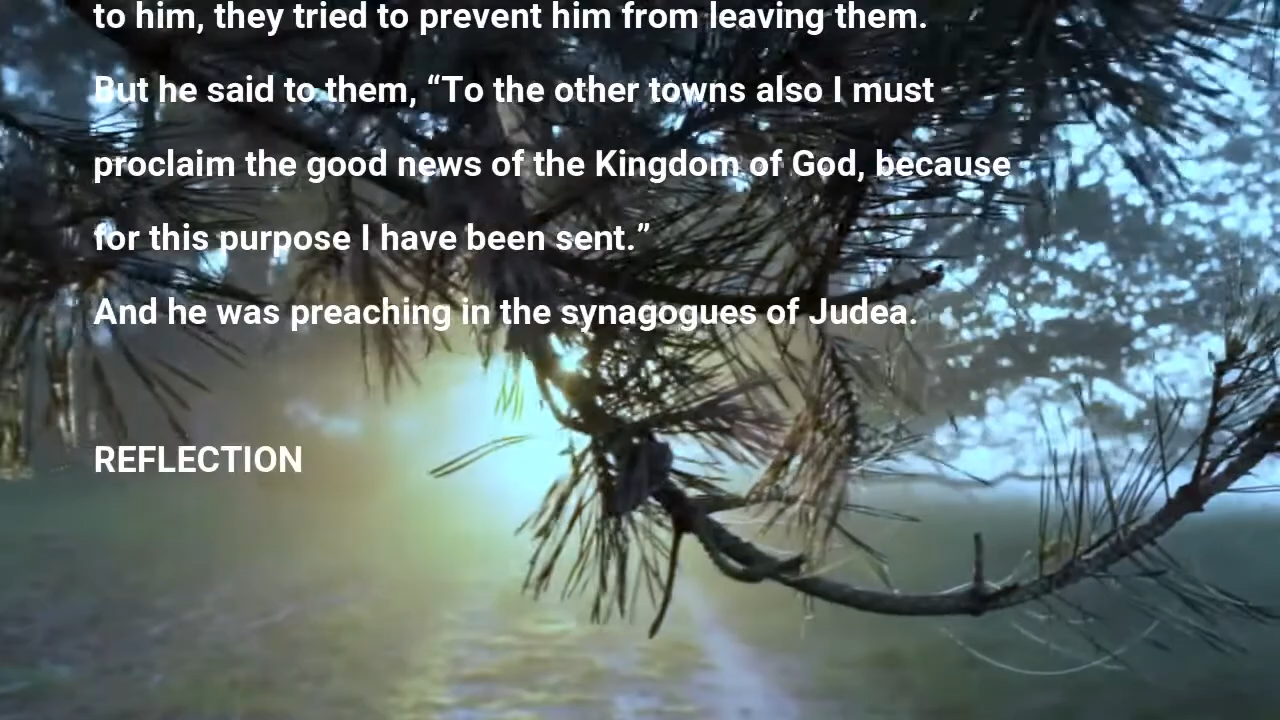 to him, they tried to prevent him from leaving them.
But he said to them, “To the other towns also I must
proclaim the good news of the Kingdom of God, because
for this purpose I have been sent.”
And he was preaching in the synagogues of Judea.
REFLECTION